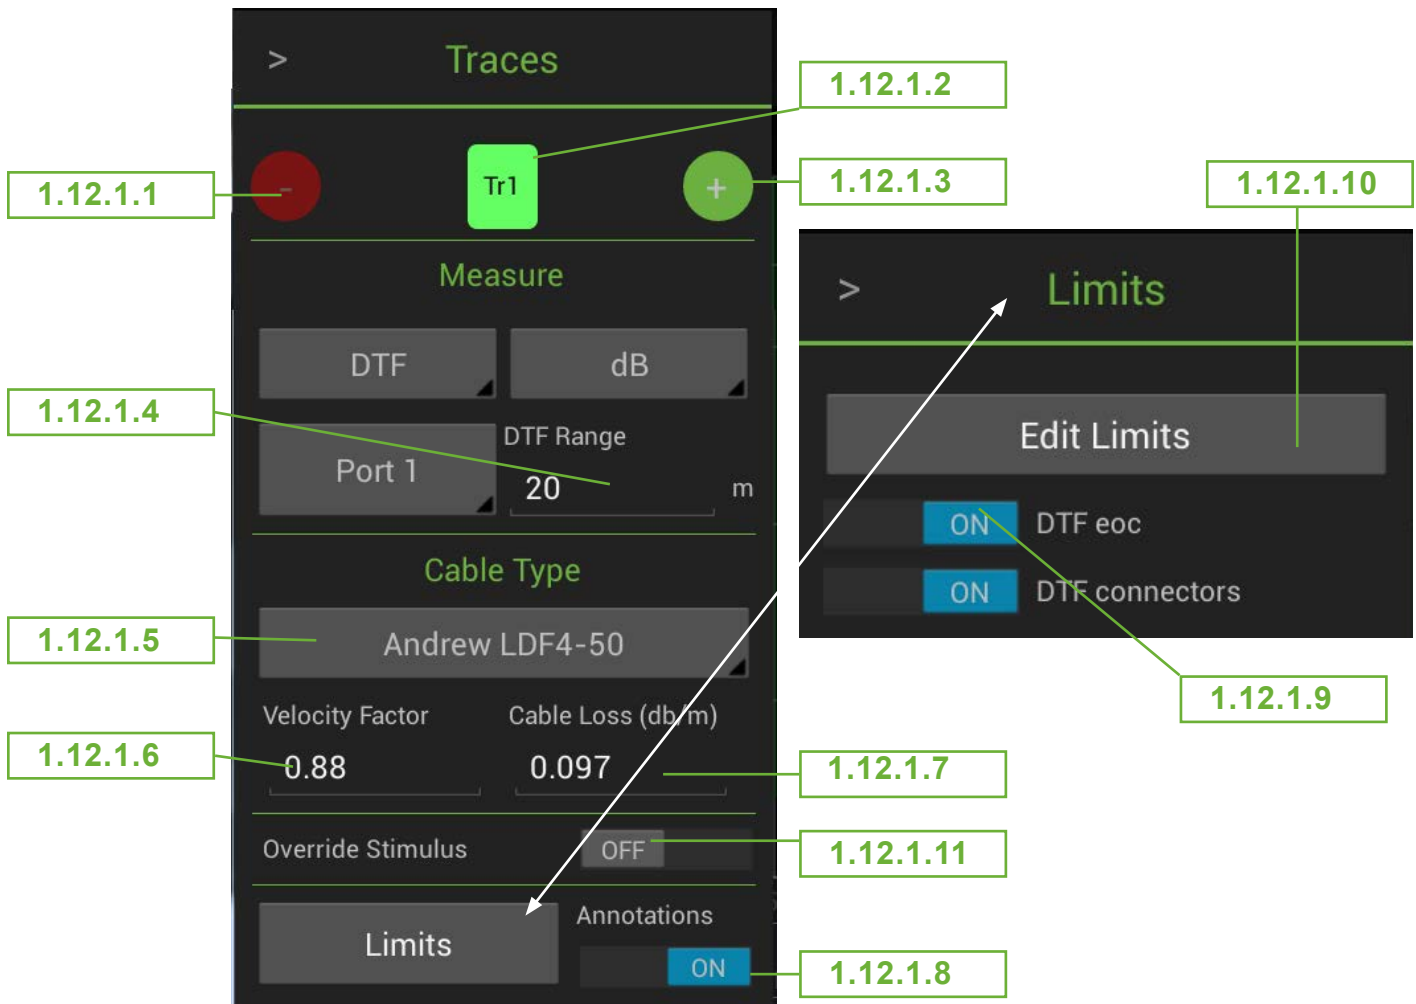 > Traces
1.12.1.2
1.12.1.1
- Tr1 +
1.12.1.3
1.12.1.10
Measure
> Limits
DTF dB
1.12.1.4
DTF Range
Port 1
20 m
Edit Limits
ON DTF eoc
ON DTF connectors
Cable Type
1.12.1.5
Andrew LDF4-50
1.12.1.9
Velocity Factor Cable Loss (db/m)
1.12.1.6
0.88 0.097
1.12.1.7
Override Stimulus OFF
1.12.1.11
Limits
Annotations
ON
1.12.1.8